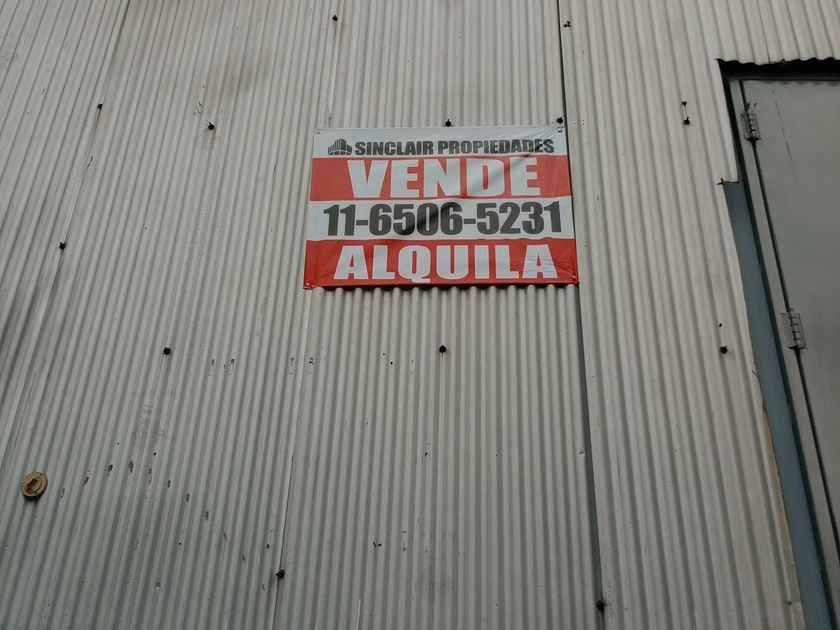 SINCLAIR PROPIEDADES
VENDE
11-6506-5231
ALQUILA